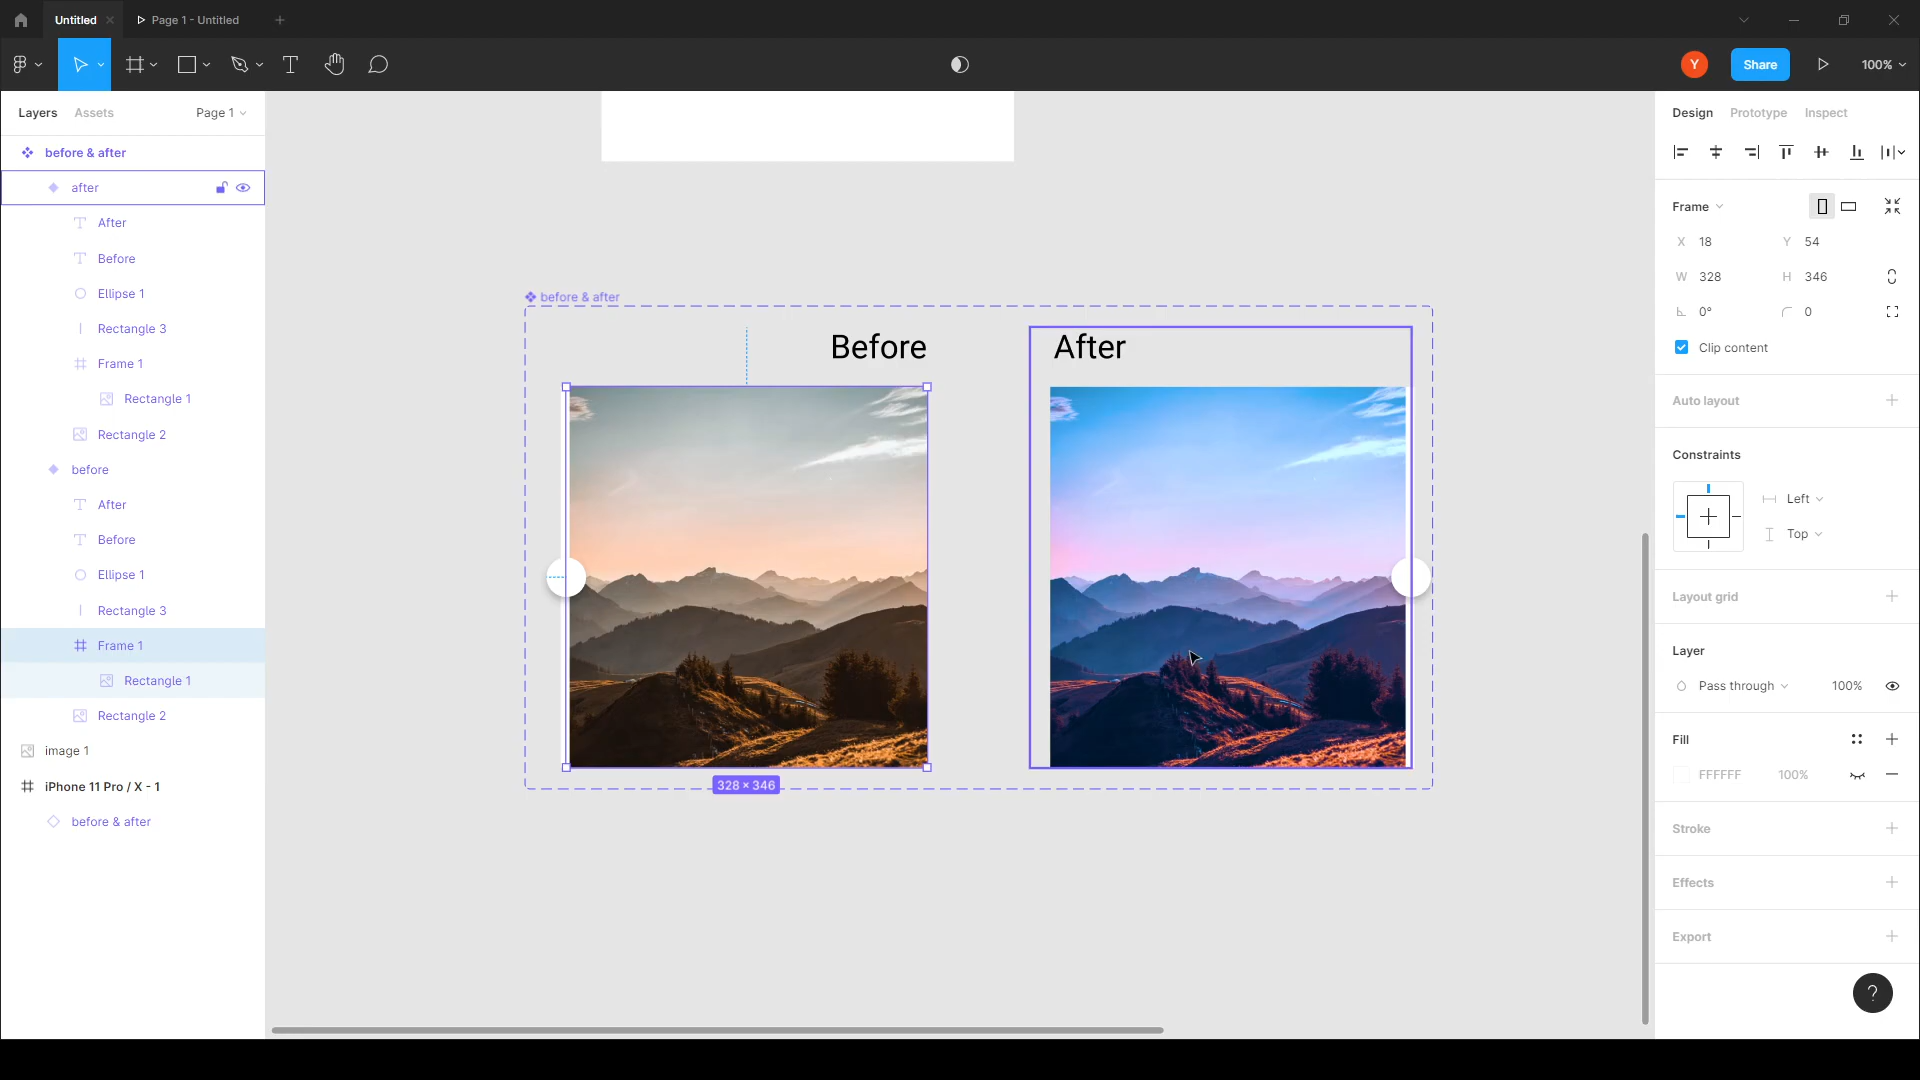 Untitled
Page 1 - Untitled
Y
Share
100%
Layers
Assets
Page 1
before & after
after
After
Before
Ellipse 1
Rectangle 3
Frame 1
Rectangle 1
Rectangle 2
before
After
Before
Ellipse 1
Rectangle 3
Frame 1
Rectangle 1
Rectangle 2
image 1
iPhone 11 Pro / X - 1
before & after
before & after
Before
After
328 × 346
Design
Prototype
Inspect
Frame
X 18
Y 54
W 328
H 346
0°
0
Clip content
Auto layout
Constraints
Left
Top
Layout grid
Layer
Pass through
100%
Fill
FFFFFF
100%
Stroke
Effects
Export
?